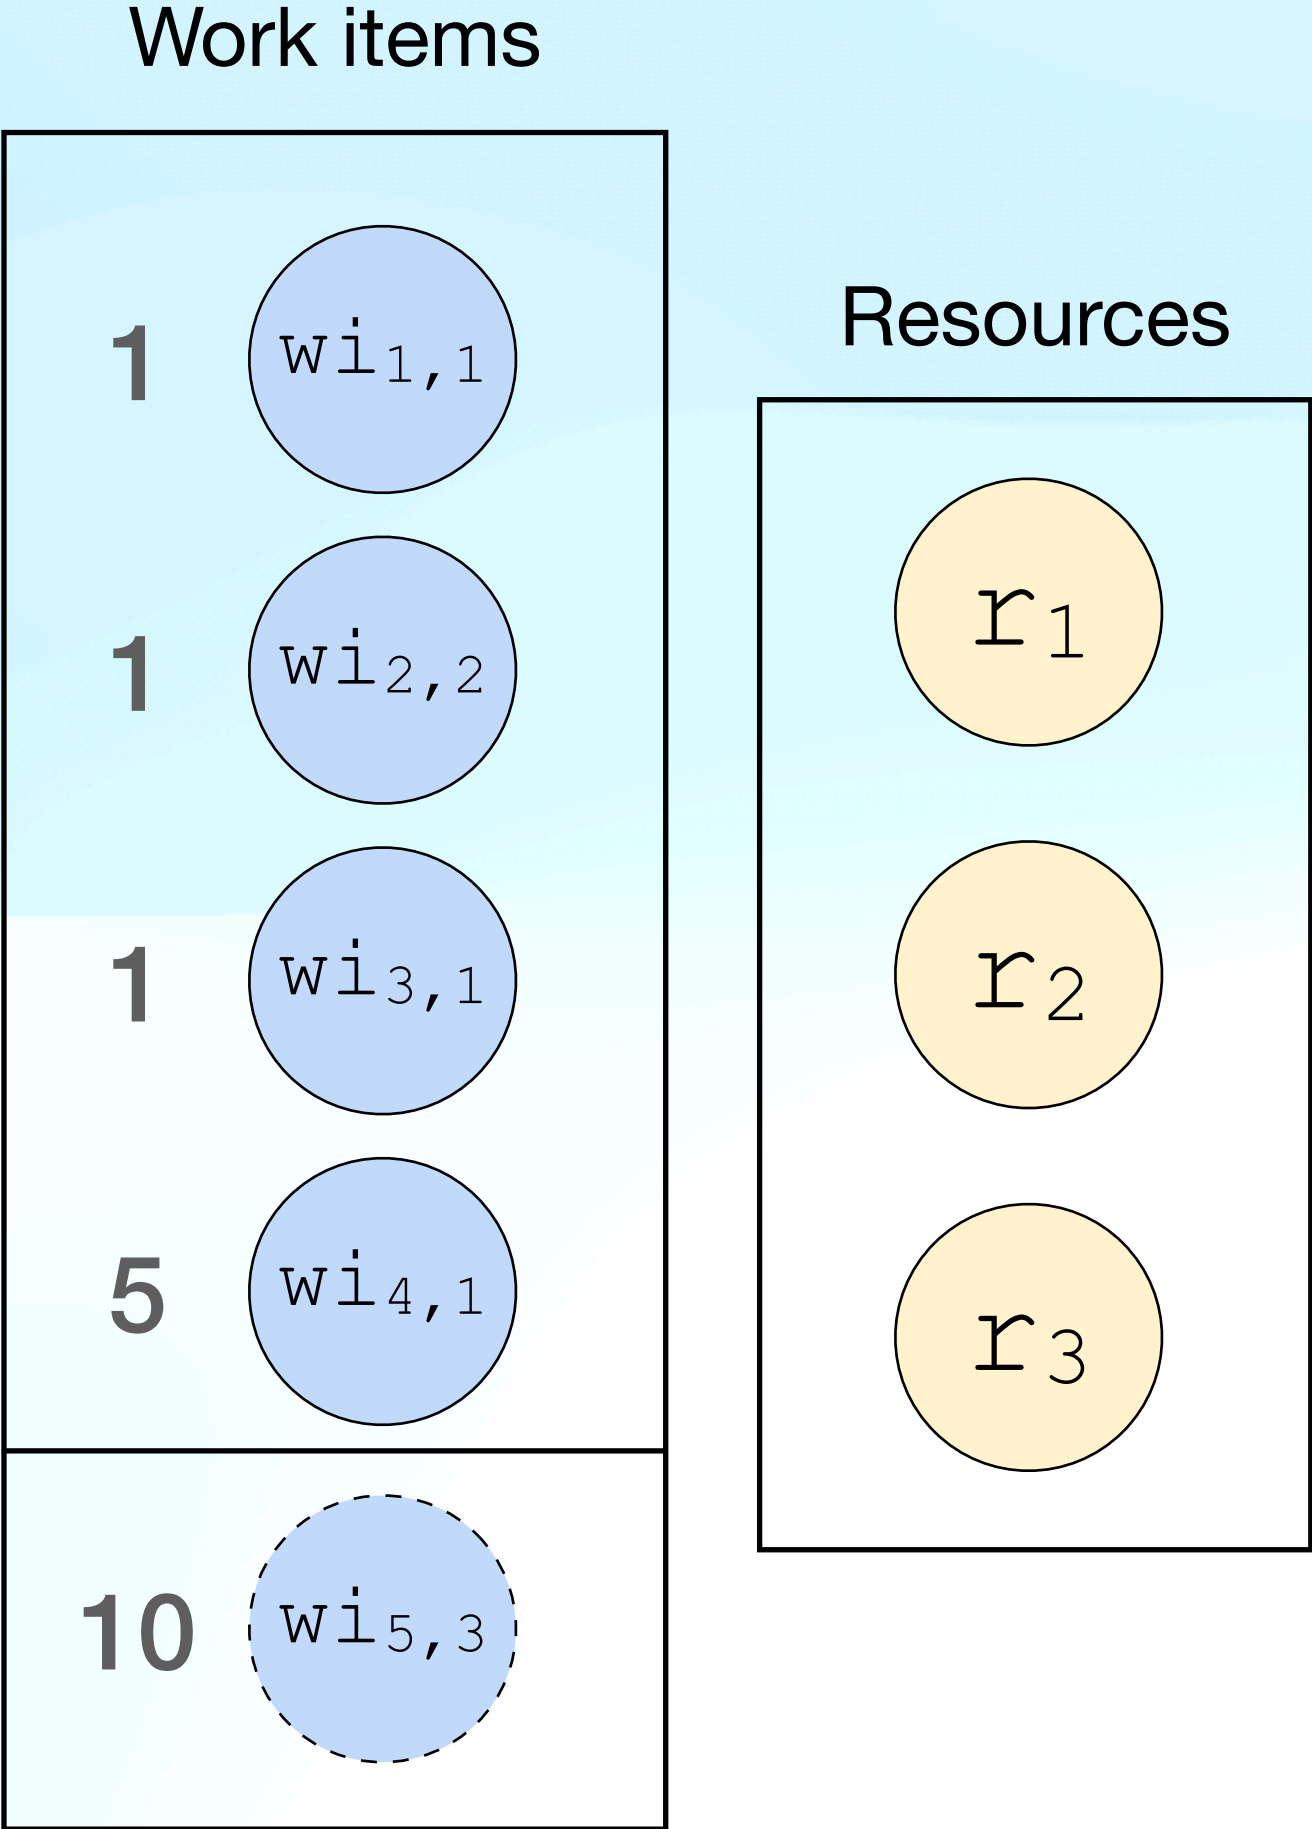 Work items
1 wi1,1
1 wi2,2
1 wi3,1
5 wi4,1
10 wi5,3
Resources
r1
r2
r3